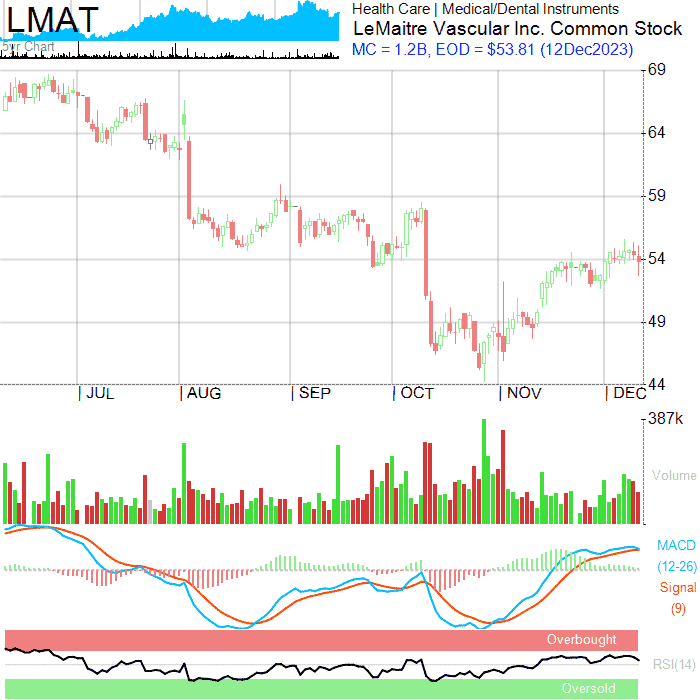 LMAT
5yr Chart
Health Care | Medical/Dental Instruments
LeMaitre Vascular Inc. Common Stock
MC = 1.2B, EOD = $53.81 (12Dec2023)
69
64
59
54
49
44
| JUL | AUG | SEP | OCT | NOV | DEC
387k
Volume
MACD
(12-26)
Signal
(9)
Overbought
RSI(14)
Oversold